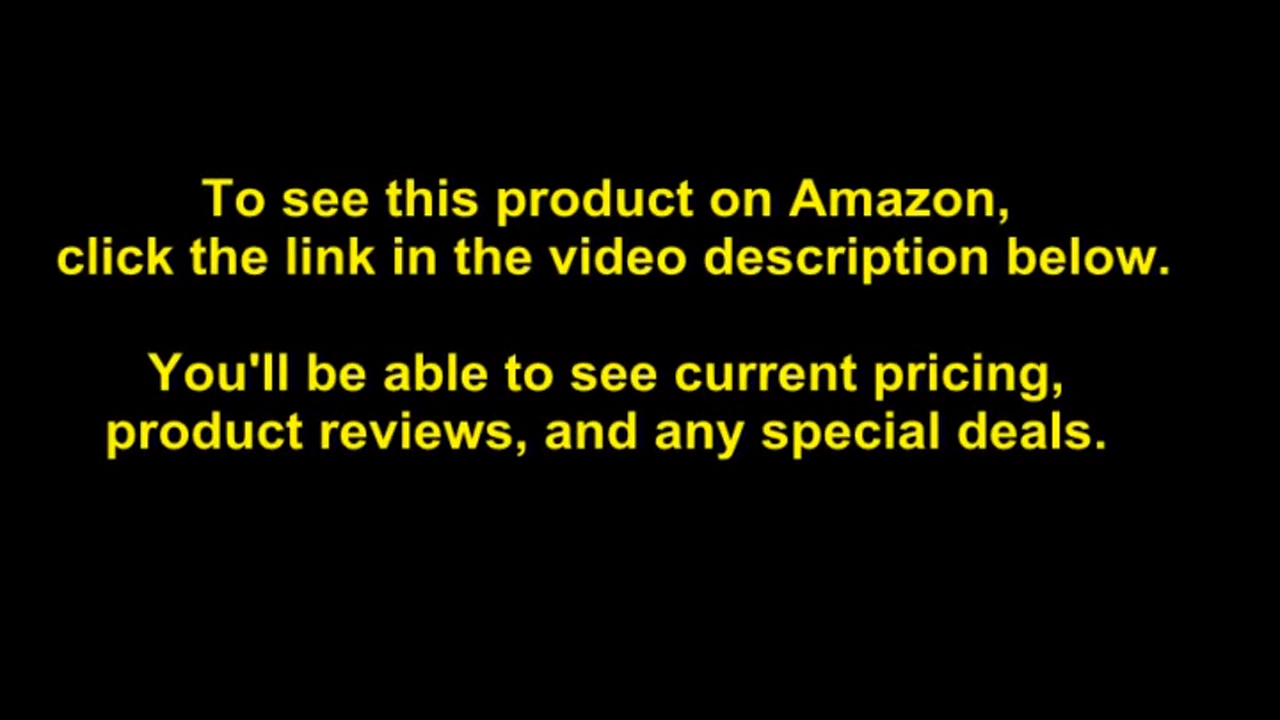 To see this product on Amazon,
click the link in the video description below.
You'll be able to see current pricing,
product reviews, and any special deals.